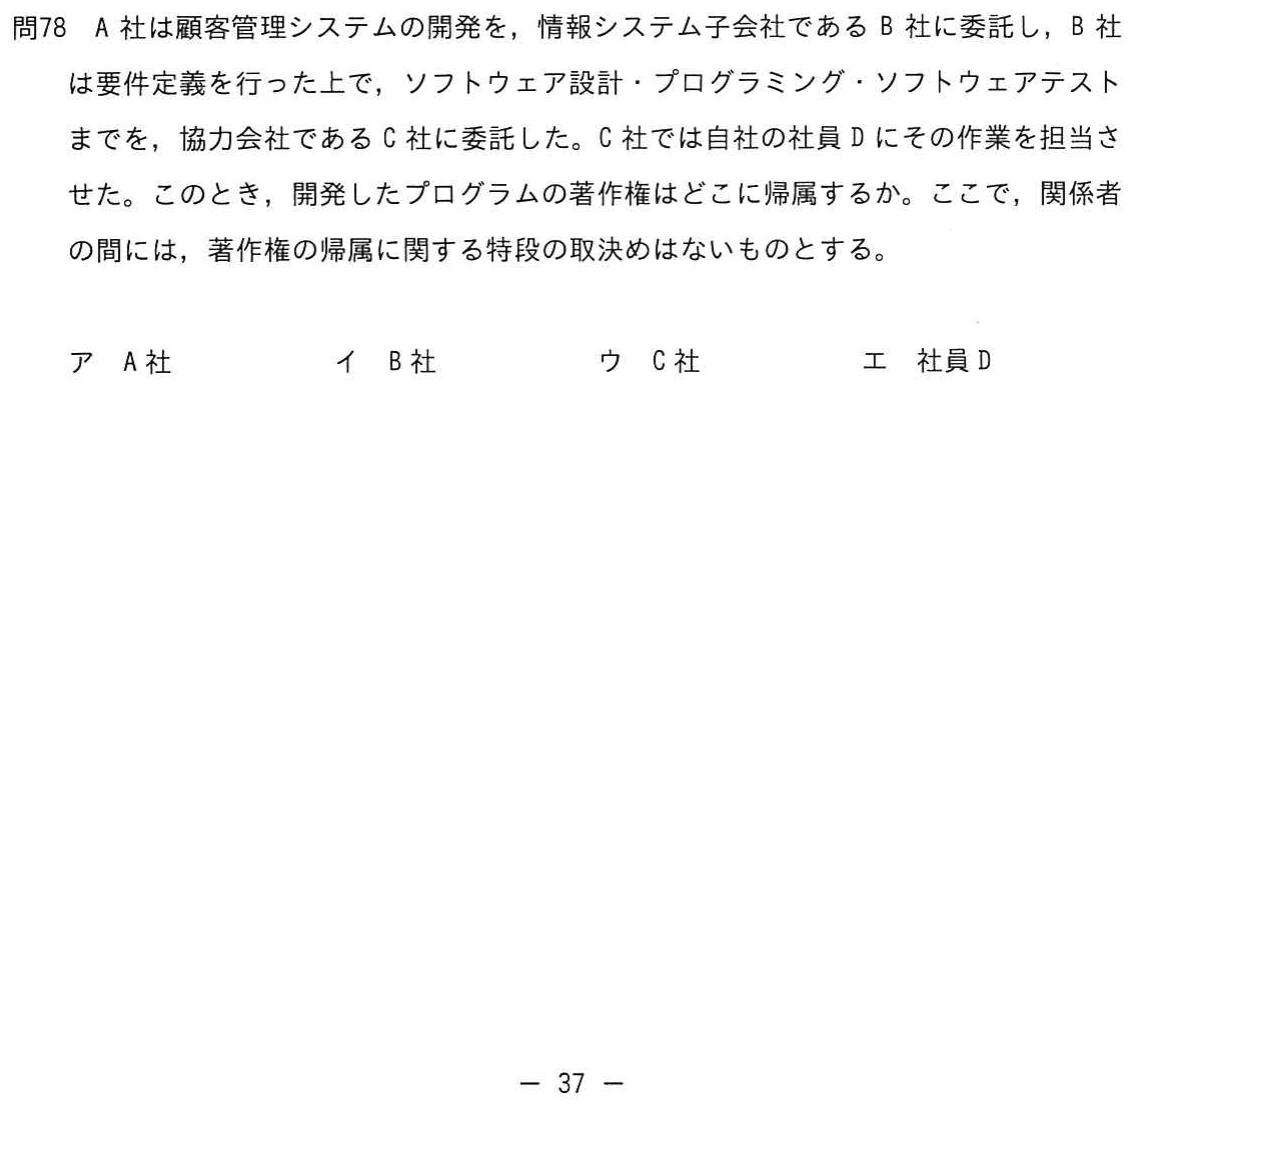 問78 A 社は顧客管理システムの開発を，情報システム子会社である B 社に委託し，B 社
は要件定義を行った上で，ソフトウェア設計・プログラミング・ソフトウェアテスト
までを，協力会社である C 社に委託した。C 社では自社の社員 D にその作業を担当さ
せた。このとき，開発したプログラムの著作権はどこに帰属するか。ここで，関係者
の間には，著作権の帰属に関する特段の取決めはないものとする。
ア A 社 イ B 社 ウ C 社 エ 社員 D
― 37 ―